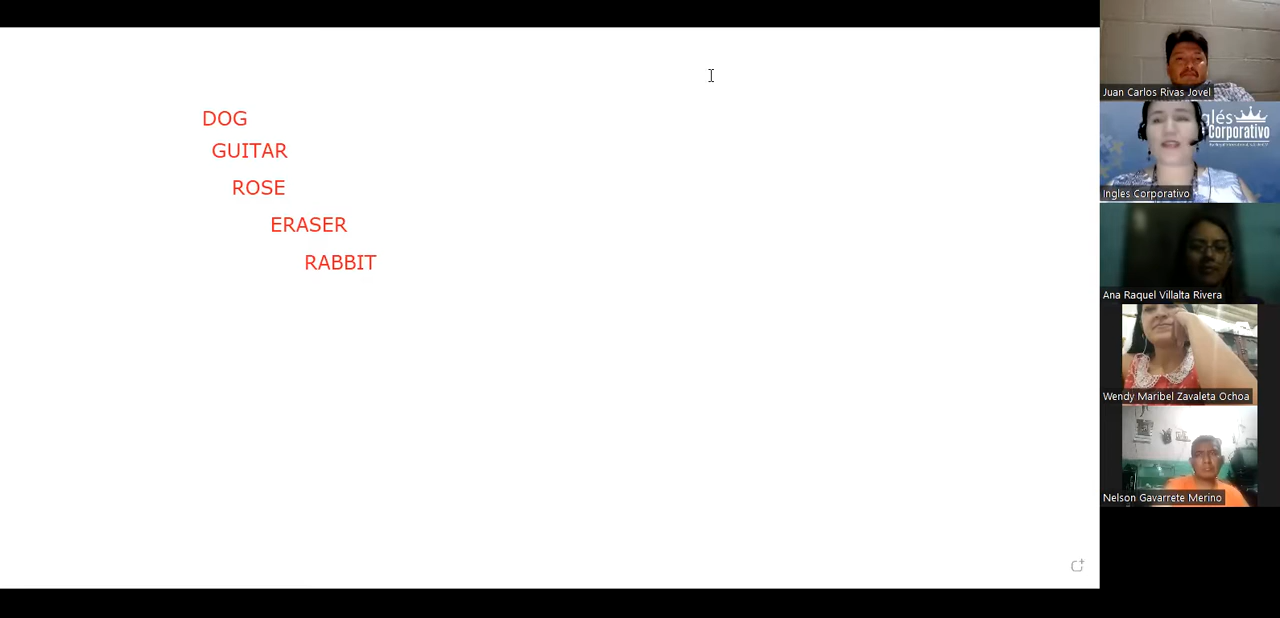 DOG
GUITAR
ROSE
ERASER
RABBIT
Juan Carlos Rivas Jovel
glés
Corporativo
Ingles Corporativo
Ana Raquel Villalta Rivera
Wendy Maribel Zavaleta Ochoa
Nelson Gavarrete Merino